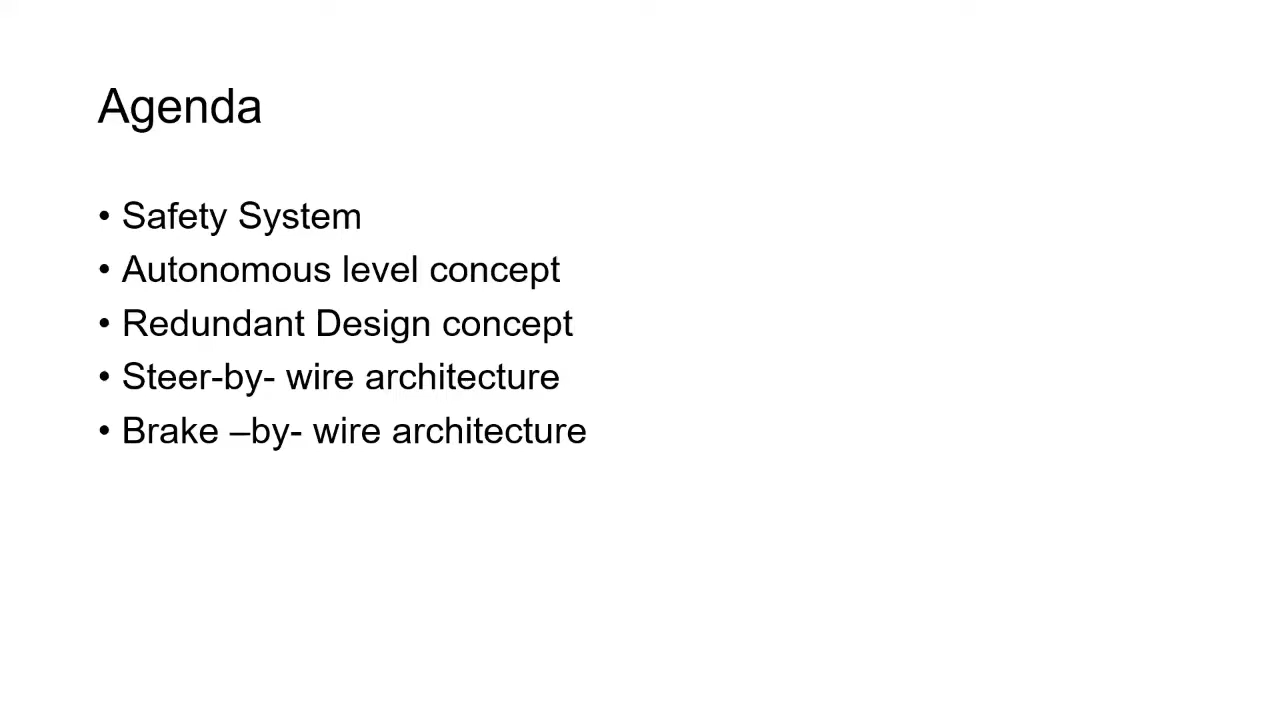 Agenda
• Safety System
• Autonomous level concept
• Redundant Design concept
• Steer-by- wire architecture
• Brake –by- wire architecture